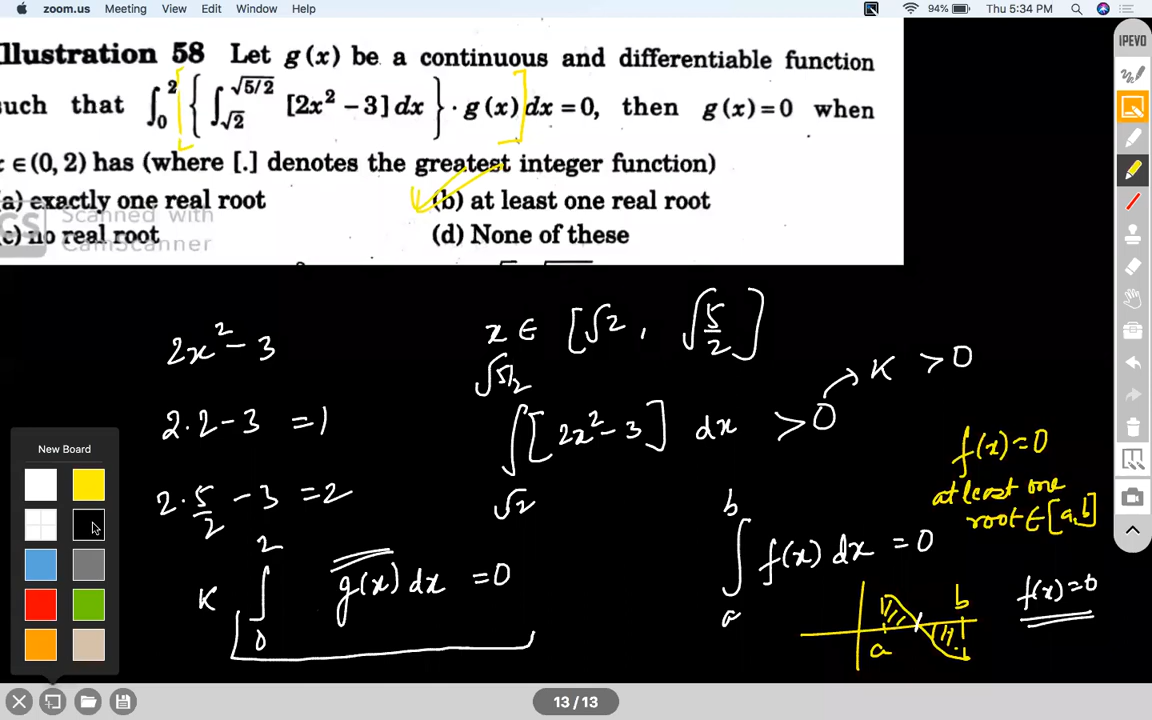 zoom.us Meeting View Edit Window Help 94% Thu 5:34 PM
llustration 58 Let g(x) be a continuous and differentiable function
such that ∫₀² { ∫_{√2}^{√5/2} [2x² − 3] dx } · g(x) dx = 0, then g(x) = 0 when
x ∈ (0, 2) has (where [.] denotes the greatest integer function)
(a) exactly one real root (b) at least one real root
(c) no real root (d) None of these
Scanned with
CamScanner
CS
IPEVO
2x² − 3
2·2 − 3 = 1
2·5/2 − 3 = 2
K ∫₀² g(x) dx = 0
x ∈ [√2, √5/2]
∫_{√2}^{√5/2} [2x² − 3] dx > 0
K > 0
∫ₐᵇ f(x) dx = 0
f(x) = 0
at least one
root ∈ [a, b]
f(x) = 0
a b
New Board
13 / 13